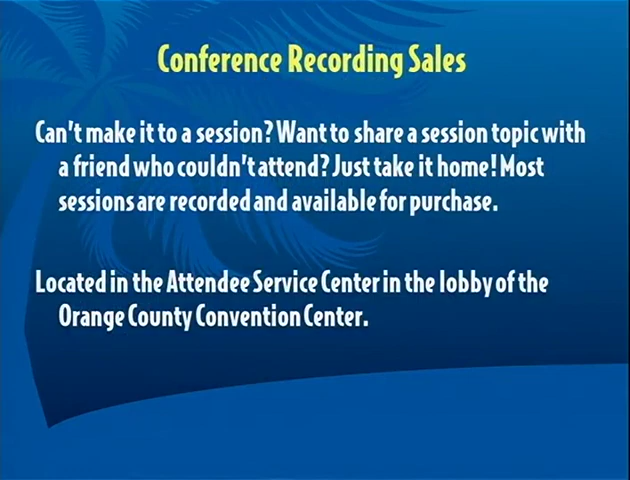 Conference Recording Sales
Can't make it to a session? Want to share a session topic with
a friend who couldn't attend? Just take it home! Most
sessions are recorded and available for purchase.
Located in the Attendee Service Center in the lobby of the
Orange County Convention Center.